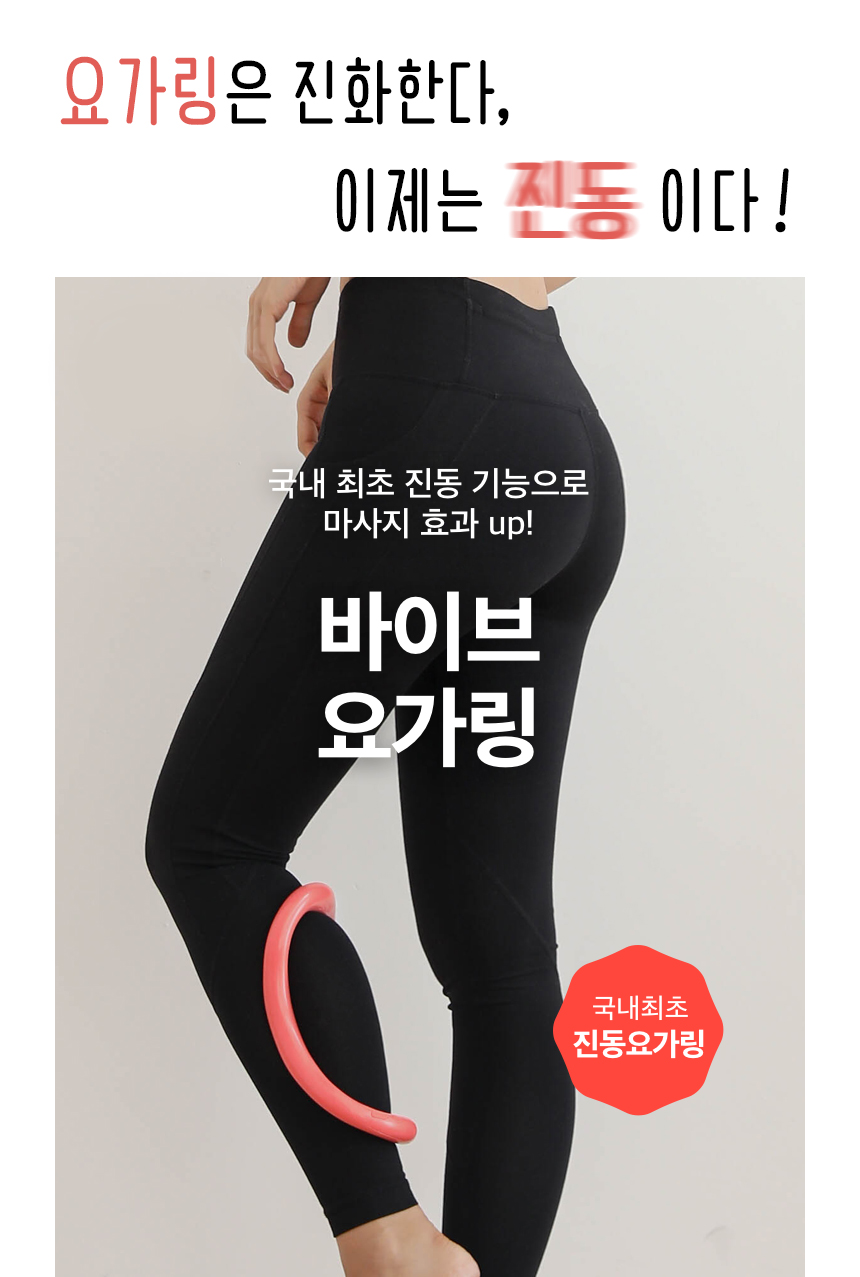 요가링은 진화한다,
이제는 진동 이다!
국내 최초 진동 기능으로
마사지 효과 up!
바이브
요가링
국내최초
진동요가링